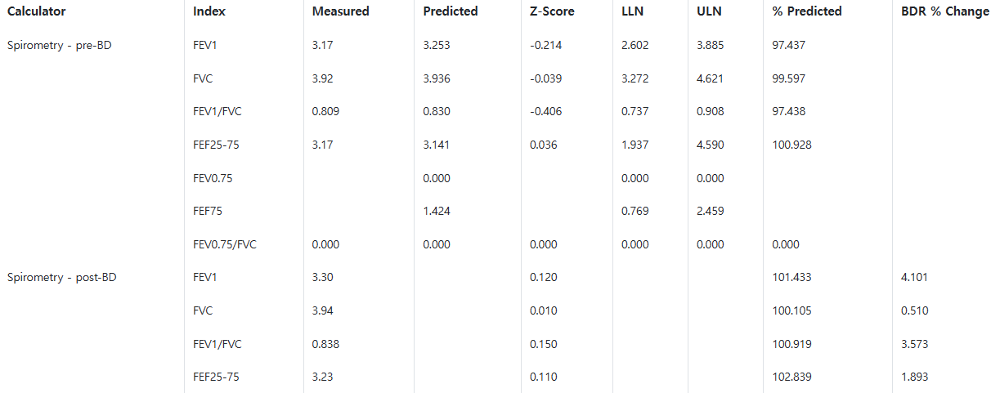 Calculator Index Measured Predicted Z-Score LLN ULN % Predicted BDR % Change
Spirometry - pre-BD FEV1 3.17 3.253 -0.214 2.602 3.885 97.437
FVC 3.92 3.936 -0.039 3.272 4.621 99.597
FEV1/FVC 0.809 0.830 -0.406 0.737 0.908 97.438
FEF25-75 3.17 3.141 0.036 1.937 4.590 100.928
FEV0.75 0.000 0.000 0.000
FEF75 1.424 0.769 2.459
FEV0.75/FVC 0.000 0.000 0.000 0.000 0.000 0.000
Spirometry - post-BD FEV1 3.30 0.120 101.433 4.101
FVC 3.94 0.010 100.105 0.510
FEV1/FVC 0.838 0.150 100.919 3.573
FEF25-75 3.23 0.110 102.839 1.893